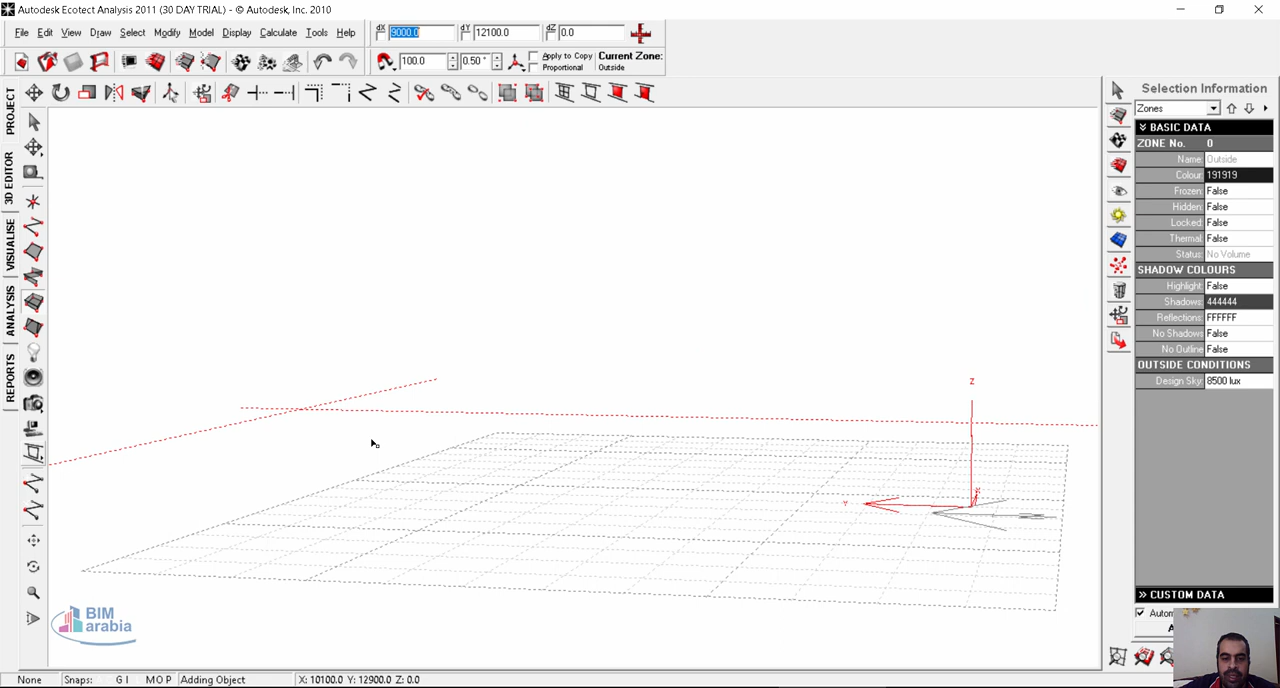 Autodesk Ecotect Analysis 2011 (30 DAY TRIAL) - © Autodesk, Inc. 2010
File Edit View Draw Select Modify Model Display Calculate Tools Help
dX 9000.0 dY 12100.0 dZ 0.0
100.0 0.50 ° Apply to Copy Proportional Current Zone: Outside
PROJECT
3D EDITOR
VISUALISE
ANALYSIS
REPORTS
Z
Y
X
BIM
arabia
Selection Information
Zones
BASIC DATA
ZONE No. 0
Name: Outside
Colour: 191919
Frozen: False
Hidden: False
Locked: False
Thermal: False
Status: No Volume
SHADOW COLOURS
Highlight: False
Shadows: 444444
Reflections: FFFFFF
No Shadows False
No Outline False
OUTSIDE CONDITIONS
Design Sky: 8500 lux
CUSTOM DATA
None Snaps: G I M O P Adding Object X: 10100.0 Y: 12900.0 Z: 0.0